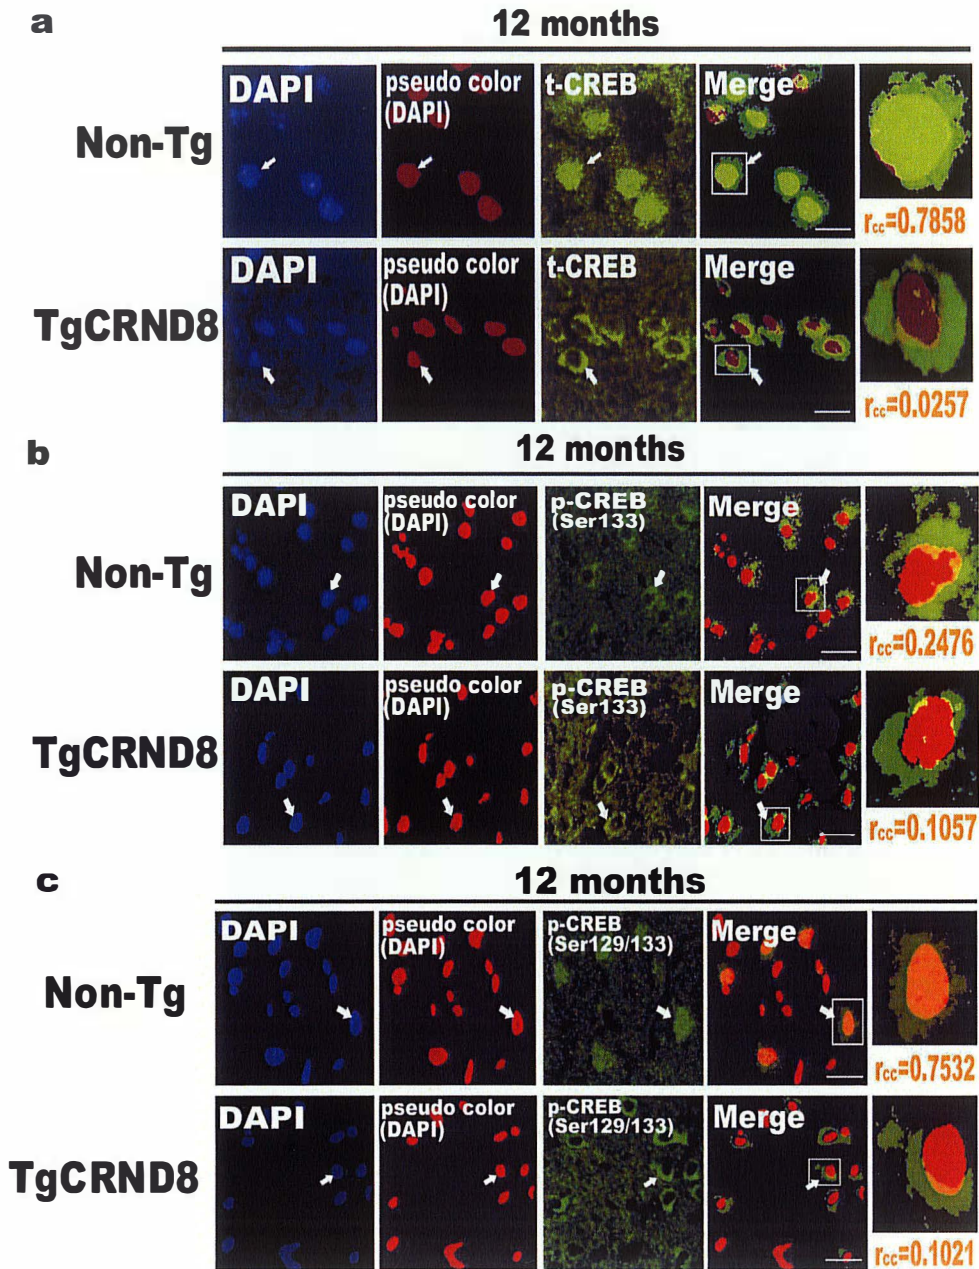 a
12 months
Non-Tg
DAPI
pseudo color
(DAPI)
t-CREB
Merge
rcc=0.7858
TgCRND8
DAPI
pseudo color
(DAPI)
t-CREB
Merge
rcc=0.0257
b
12 months
Non-Tg
DAPI
pseudo color
(DAPI)
p-CREB
(Ser133)
Merge
rcc=0.2476
TgCRND8
DAPI
pseudo color
(DAPI)
p-CREB
(Ser133)
Merge
rcc=0.1057
c
12 months
Non-Tg
DAPI
pseudo color
(DAPI)
p-CREB
(Ser129/133)
Merge
rcc=0.7532
TgCRND8
DAPI
pseudo color
(DAPI)
p-CREB
(Ser129/133)
Merge
rcc=0.1021